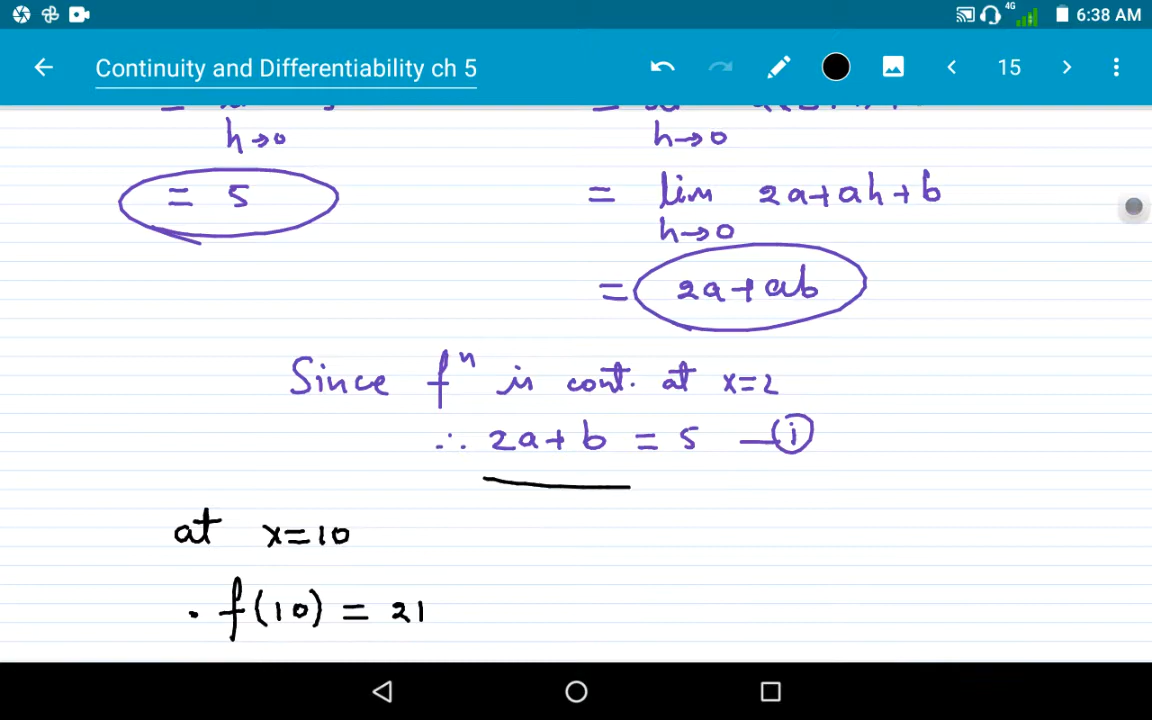 4G 6:38 AM
Continuity and Differentiability ch 5 15
h→0 h→0
= 5 = lim 2a+ah+b
h→0
= 2a+ab
Since fⁿ is cont. at x=2
∴ 2a+b = 5 —(i)
at x=10
. f(10) = 21